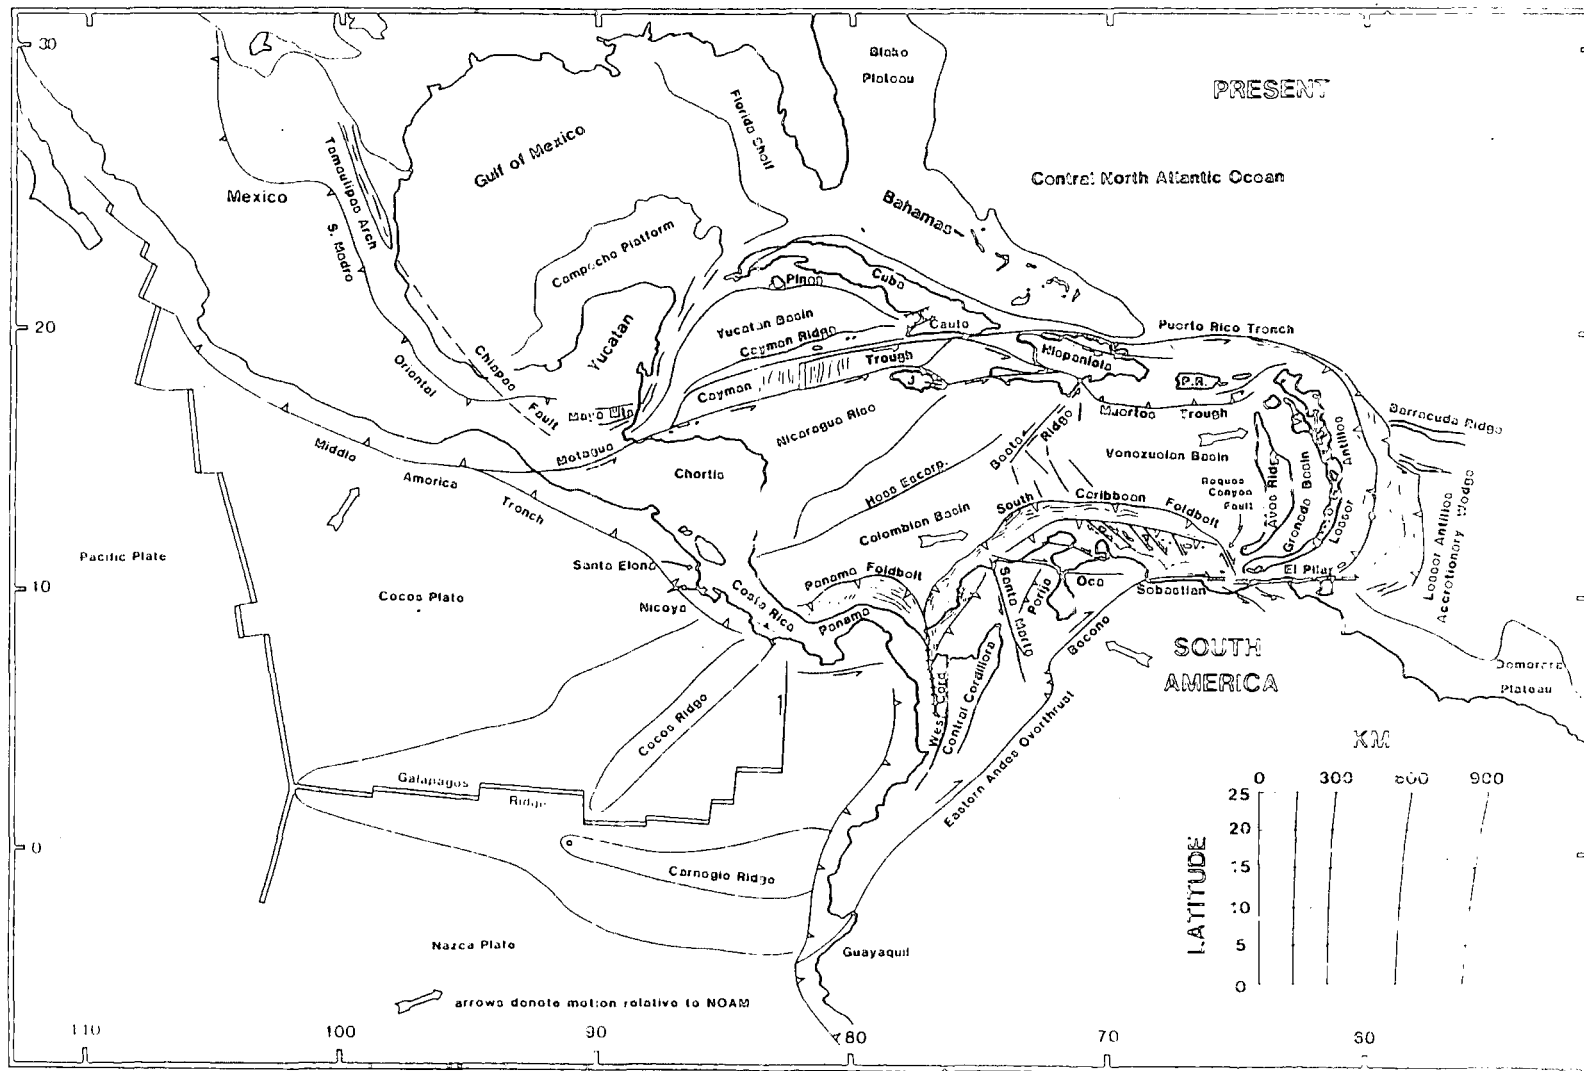 30
Blake
Plateau
PRESENT
Florida Shelf
Gulf of Mexico
Tamaulipas Arch
Central North Atlantic Ocean
Mexico
Bahamas
S. Madre
Oriental
Campeche Platform
Cuba
Pinos
20
Yucatan
Yucatan Basin
Cayman Ridge
Cauto
Puerto Rico Trench
Hispaniola
Cayman
Trough
J.
P.R.
Chiapas
Fault
Maya Mtn
Muertos Trough
Barracuda Ridge
Nicaragua Rise
Motagua
Middle
America
Trench
Chortis
Beata
Ridge
Hess Escarp.
Venezuelan Basin
Aves Ridge
Grenada Basin
Lesser
Antilles
Roques
Canyon
Fault
South
Caribbean
Foldbelt
Colombian Basin
Lesser Antilles
Accretionary Wedge
Pacific Plate
Santa Elena
Panama Foldbelt
El Pilar
10
Cocos Plate
Nicoya
Costa Rica
Panama
Santa
Marta
Perija
Oca
Sebastian
Bocono
SOUTH
AMERICA
Demerara
Plateau
Cocos Ridge
West. Cord.
Central Cordillera
Eastern Andes Overthrust
KM
Galapagos
Ridge
0 300 600 900
25
20
15
10
5
0
LATITUDE
0
Carnegie Ridge
Nazca Plate
Guayaquil
arrows denote motion relative to NOAM
110 100 90 80 70 60